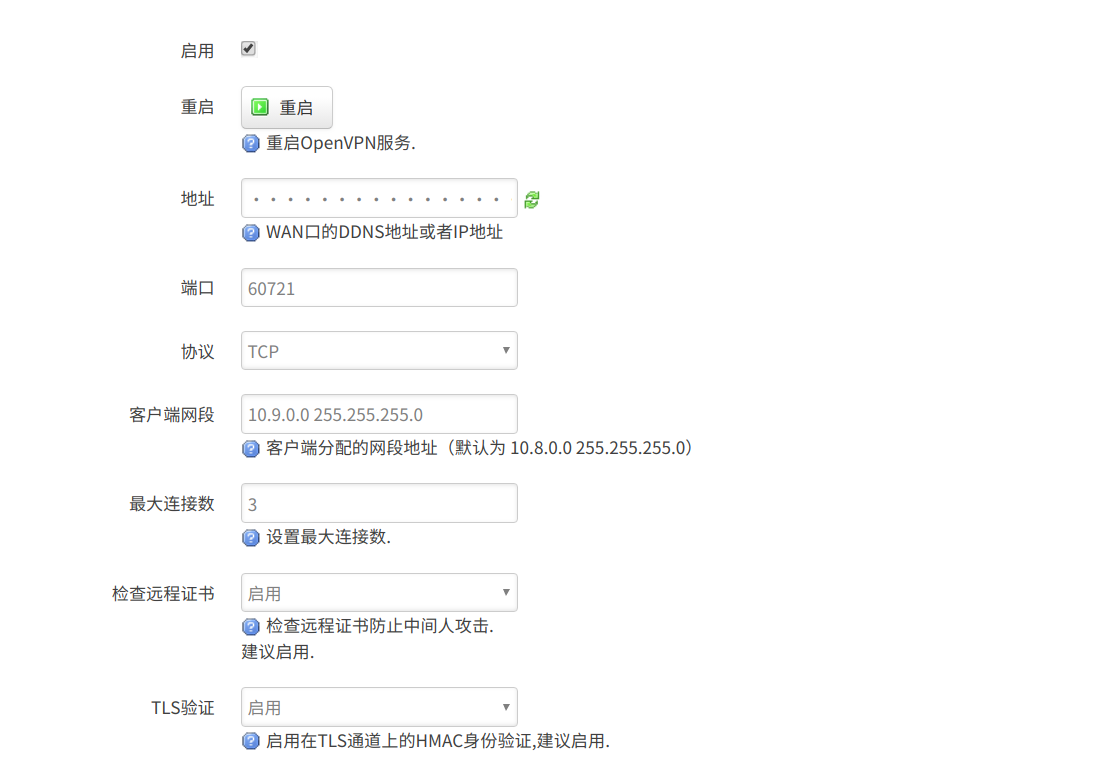 启用
重启 重启
重启OpenVPN服务.
地址 ···············
WAN口的DDNS地址或者IP地址
端口 60721
协议 TCP
客户端网段 10.9.0.0 255.255.255.0
客户端分配的网段地址（默认为 10.8.0.0 255.255.255.0）
最大连接数 3
设置最大连接数.
检查远程证书 启用
检查远程证书防止中间人攻击.
建议启用.
TLS验证 启用
启用在TLS通道上的HMAC身份验证,建议启用.